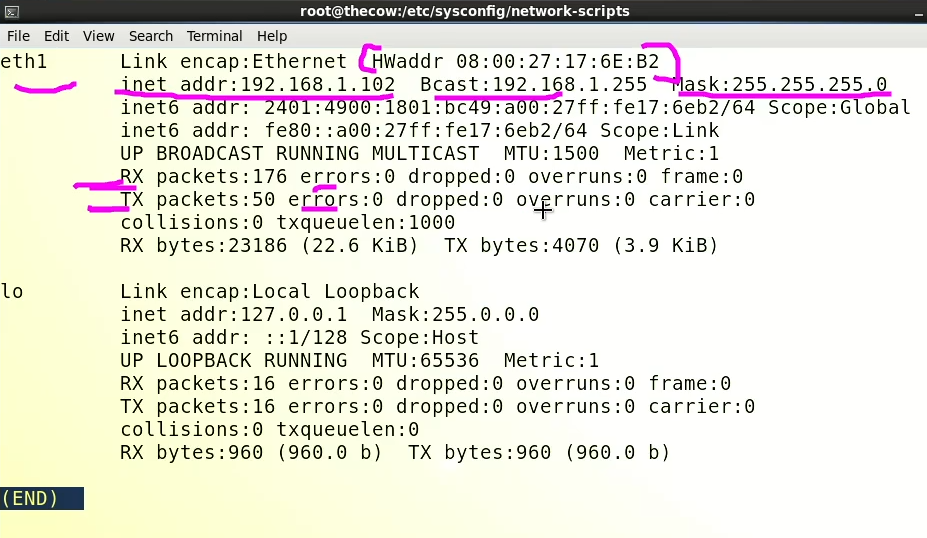 root@thecow:/etc/sysconfig/network-scripts
File Edit View Search Terminal Help
eth1 Link encap:Ethernet HWaddr 08:00:27:17:6E:B2
inet addr:192.168.1.102 Bcast:192.168.1.255 Mask:255.255.255.0
inet6 addr: 2401:4900:1801:bc49:a00:27ff:fe17:6eb2/64 Scope:Global
inet6 addr: fe80::a00:27ff:fe17:6eb2/64 Scope:Link
UP BROADCAST RUNNING MULTICAST MTU:1500 Metric:1
RX packets:176 errors:0 dropped:0 overruns:0 frame:0
TX packets:50 errors:0 dropped:0 overruns:0 carrier:0
collisions:0 txqueuelen:1000
RX bytes:23186 (22.6 KiB) TX bytes:4070 (3.9 KiB)
lo Link encap:Local Loopback
inet addr:127.0.0.1 Mask:255.0.0.0
inet6 addr: ::1/128 Scope:Host
UP LOOPBACK RUNNING MTU:65536 Metric:1
RX packets:16 errors:0 dropped:0 overruns:0 frame:0
TX packets:16 errors:0 dropped:0 overruns:0 carrier:0
collisions:0 txqueuelen:0
RX bytes:960 (960.0 b) TX bytes:960 (960.0 b)
(END)